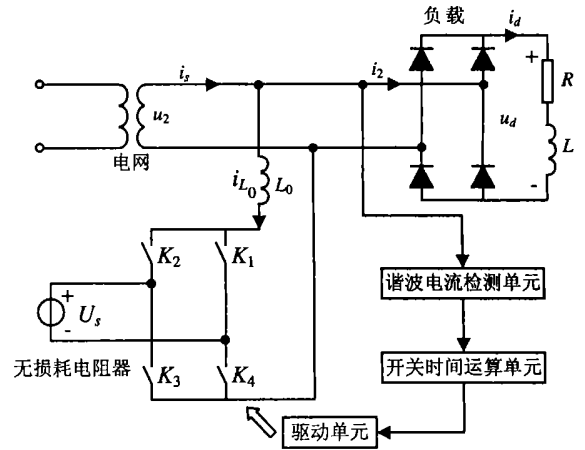 负载
i_d
i_s
i_2
+
R
u_2
u_d
电网
-
L
i_{L_0}
L_0
K_2
K_1
+
U_s
-
谐波电流检测单元
无损耗电阻器
K_3
K_4
开关时间运算单元
驱动单元